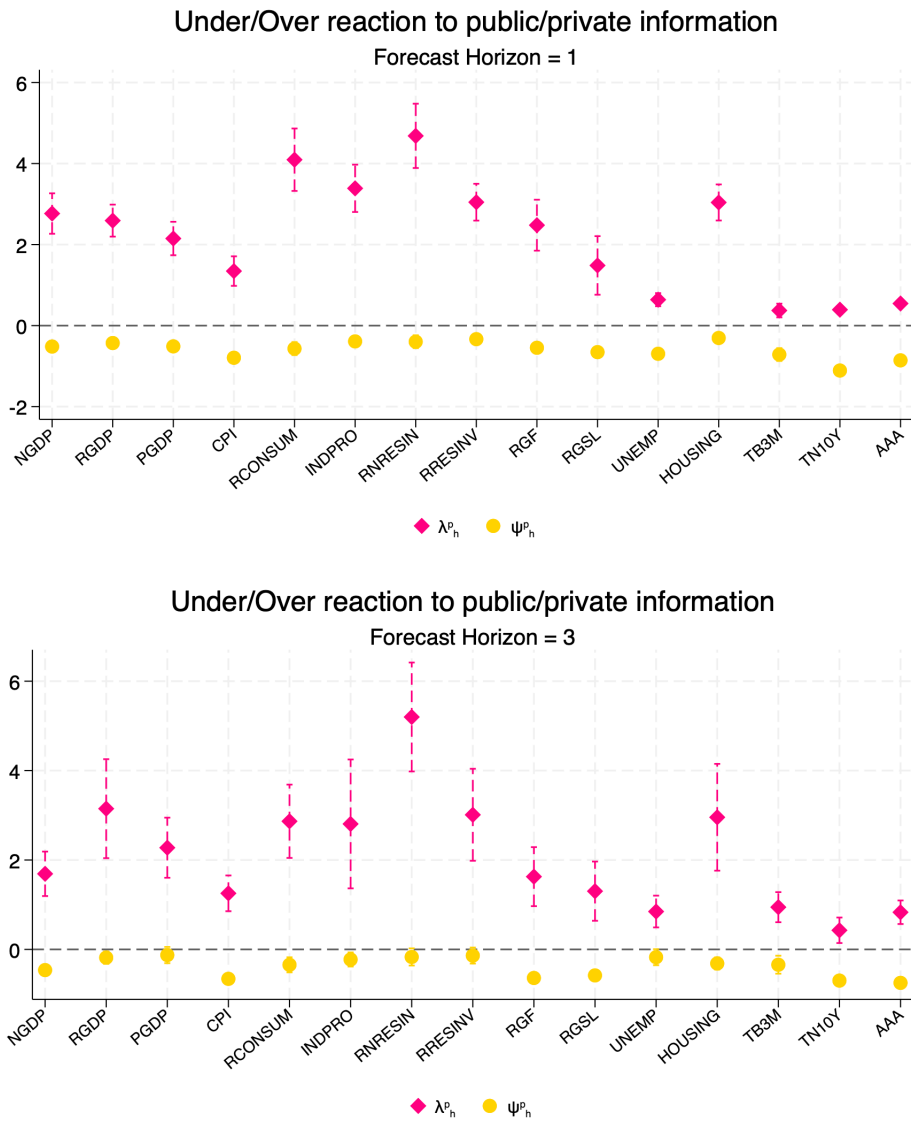 Under/Over reaction to public/private information
Forecast Horizon = 1
6
4
2
0
-2
NGDP
RGDP
PGDP
CPI
RCONSUM
INDPRO
RNRESIN
RRESINV
RGF
RGSL
UNEMP
HOUSING
TB3M
TN10Y
AAA
λᵖₕ ψᵖₕ
Under/Over reaction to public/private information
Forecast Horizon = 3
6
4
2
0
NGDP
RGDP
PGDP
CPI
RCONSUM
INDPRO
RNRESIN
RRESINV
RGF
RGSL
UNEMP
HOUSING
TB3M
TN10Y
AAA
λᵖₕ ψᵖₕ